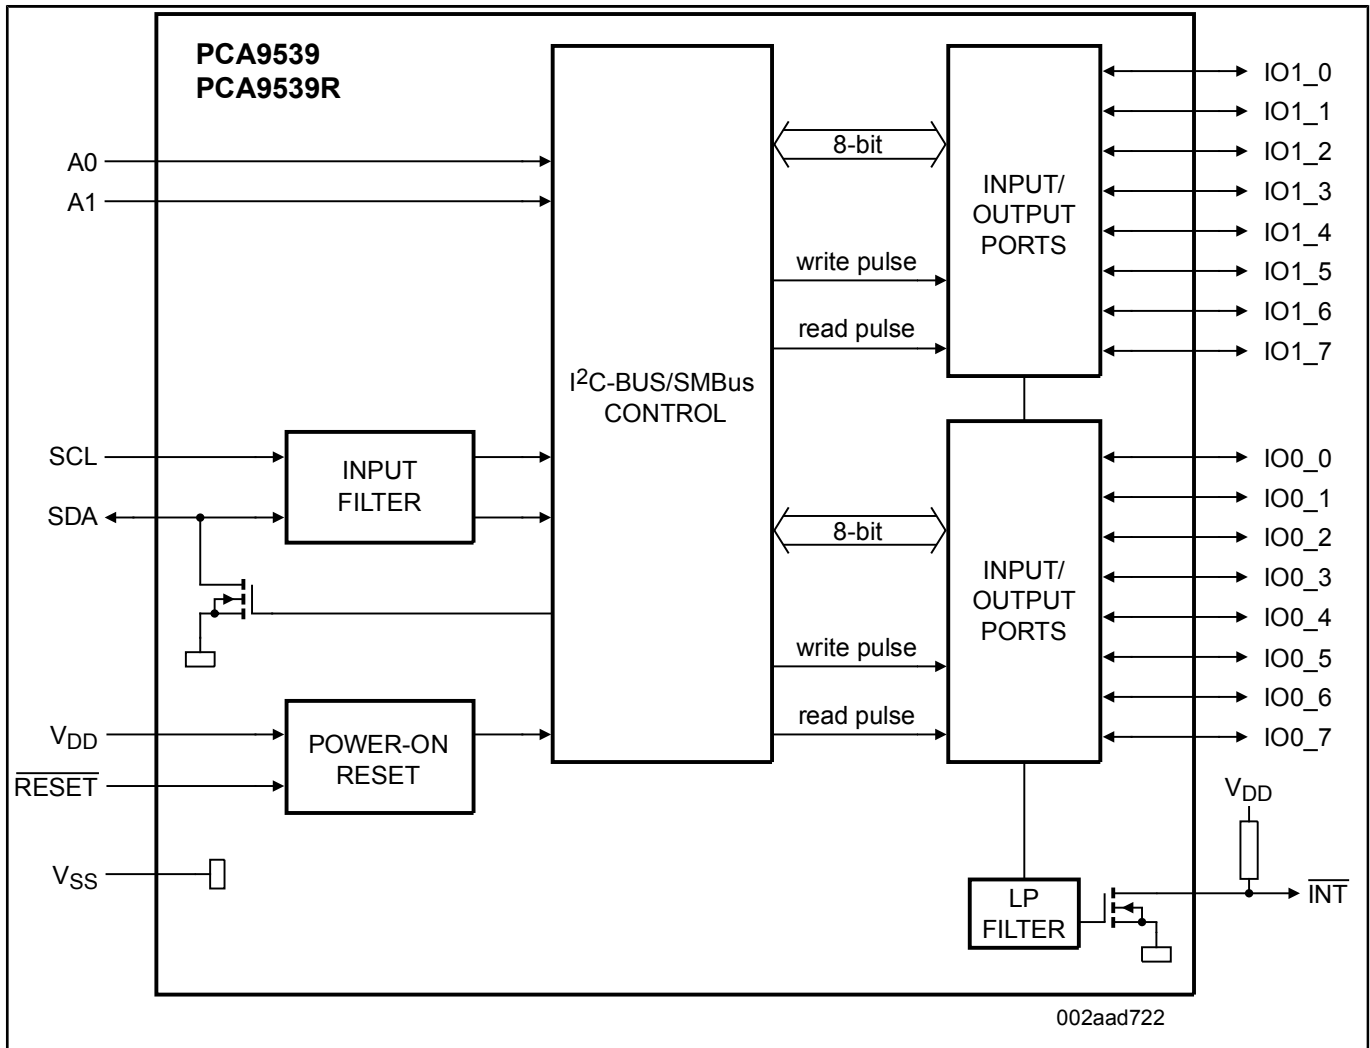 PCA9539
PCA9539R
A0
A1
SCL
SDA
VDD
RESET
VSS
INPUT
FILTER
POWER-ON
RESET
I2C-BUS/SMBus
CONTROL
8-bit
write pulse
read pulse
8-bit
write pulse
read pulse
INPUT/
OUTPUT
PORTS
INPUT/
OUTPUT
PORTS
LP
FILTER
IO1_0
IO1_1
IO1_2
IO1_3
IO1_4
IO1_5
IO1_6
IO1_7
IO0_0
IO0_1
IO0_2
IO0_3
IO0_4
IO0_5
IO0_6
IO0_7
VDD
INT
002aad722